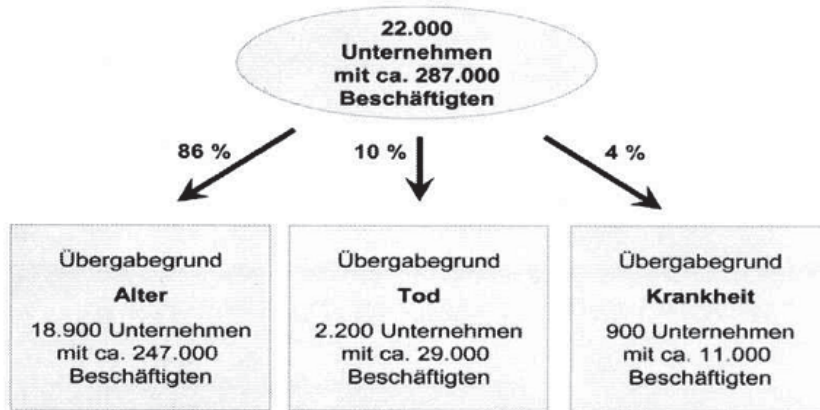 22.000
Unternehmen
mit ca. 287.000
Beschäftigten
86 %
10 %
4 %
Übergabegrund
Alter
18.900 Unternehmen
mit ca. 247.000
Beschäftigten
Übergabegrund
Tod
2.200 Unternehmen
mit ca. 29.000
Beschäftigten
Übergabegrund
Krankheit
900 Unternehmen
mit ca. 11.000
Beschäftigten